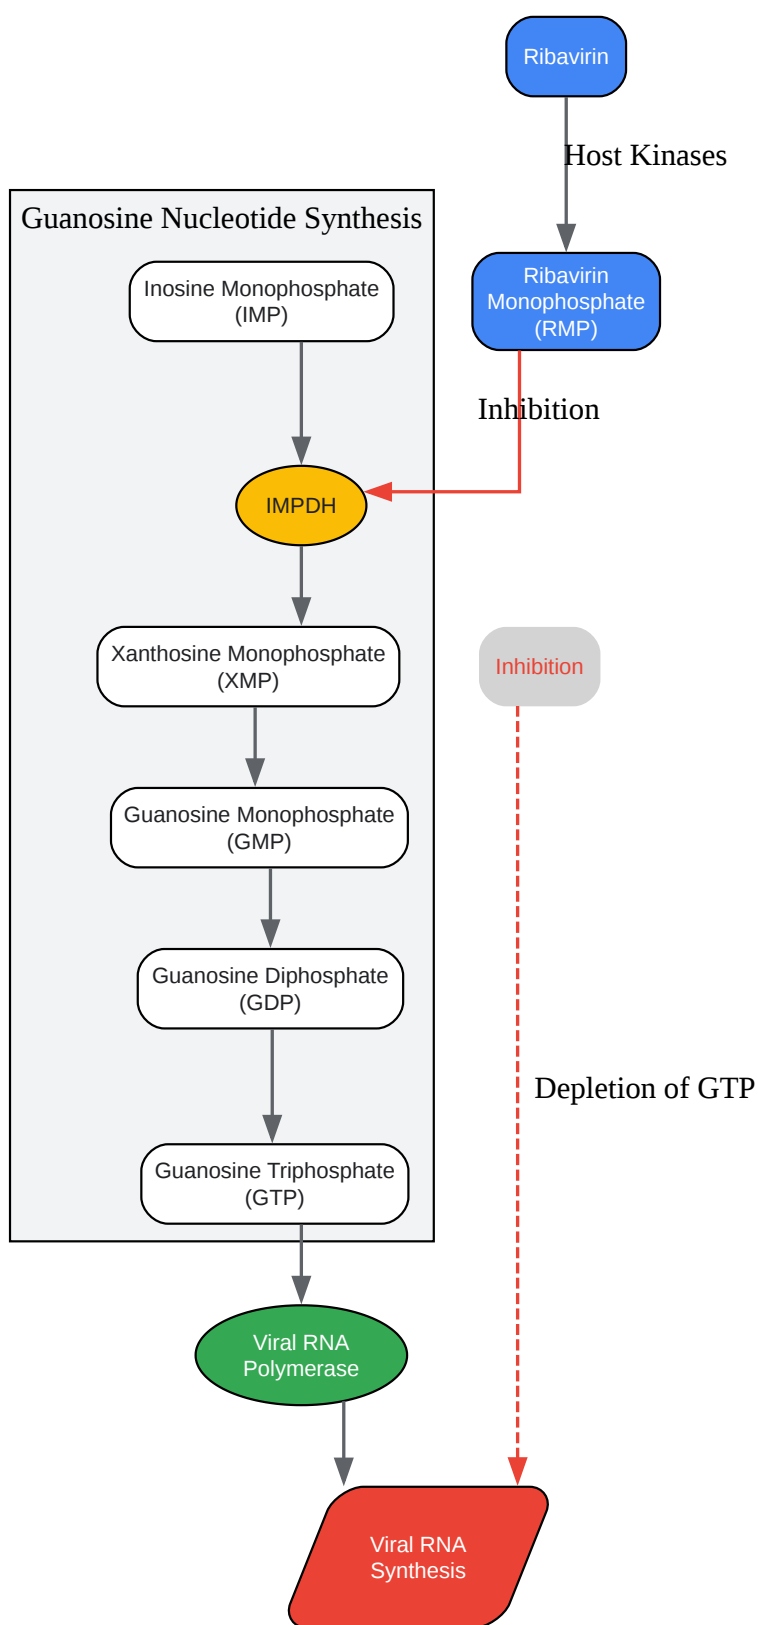 Ribavirin
Host Kinases
Guanosine Nucleotide Synthesis
Inosine Monophosphate
(IMP)
Ribavirin
Monophosphate
(RMP)
Inhibition
IMPDH
Xanthosine Monophosphate
(XMP)
Inhibition
Guanosine Monophosphate
(GMP)
Guanosine Diphosphate
(GDP)
Depletion of GTP
Guanosine Triphosphate
(GTP)
Viral RNA
Polymerase
Viral RNA
Synthesis